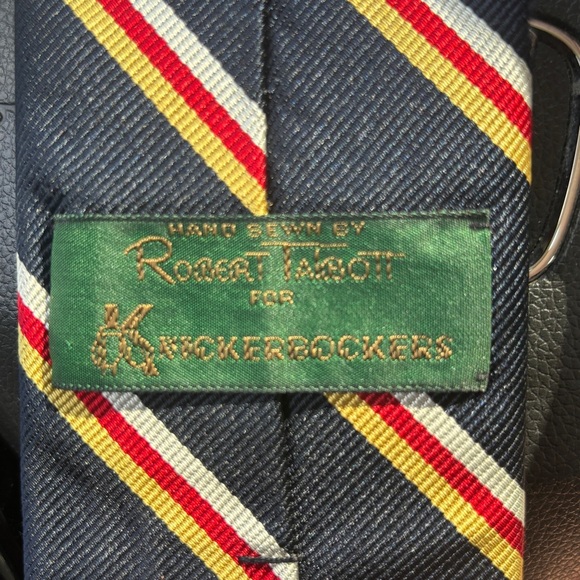 HAND SEWN BY
ROBERT TALBOTT
FOR
KNICKERBOCKERS